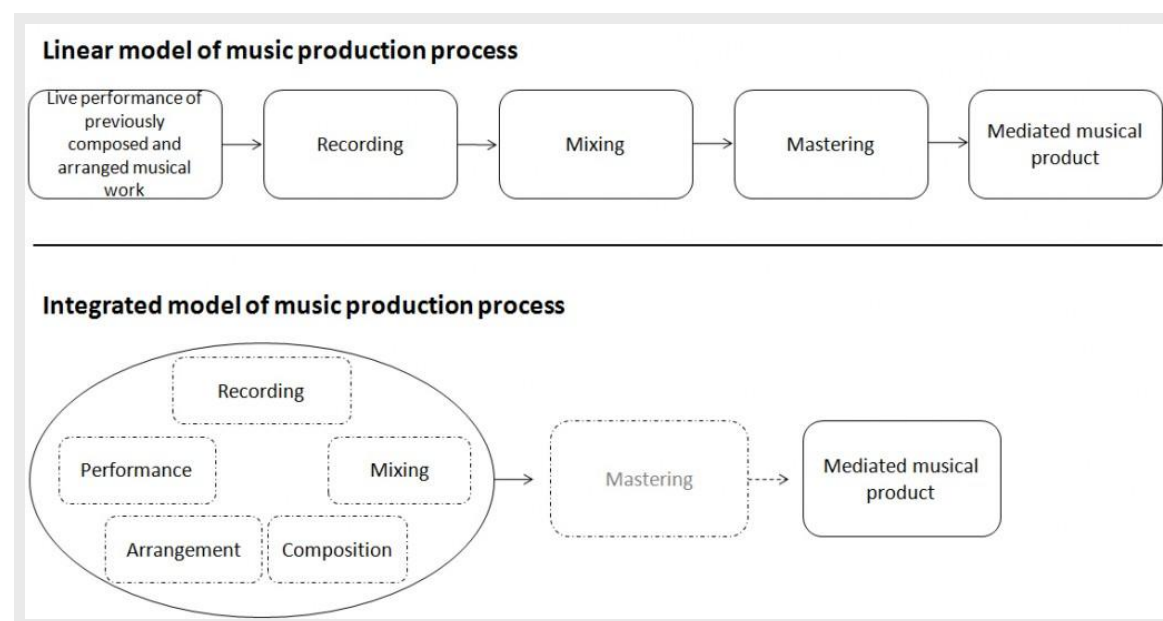 Linear model of music production process
Live performance of
previously
composed and
arranged musical
work
Recording
Mixing
Mastering
Mediated musical
product
Integrated model of music production process
Recording
Performance
Mixing
Arrangement
Composition
Mastering
Mediated musical
product